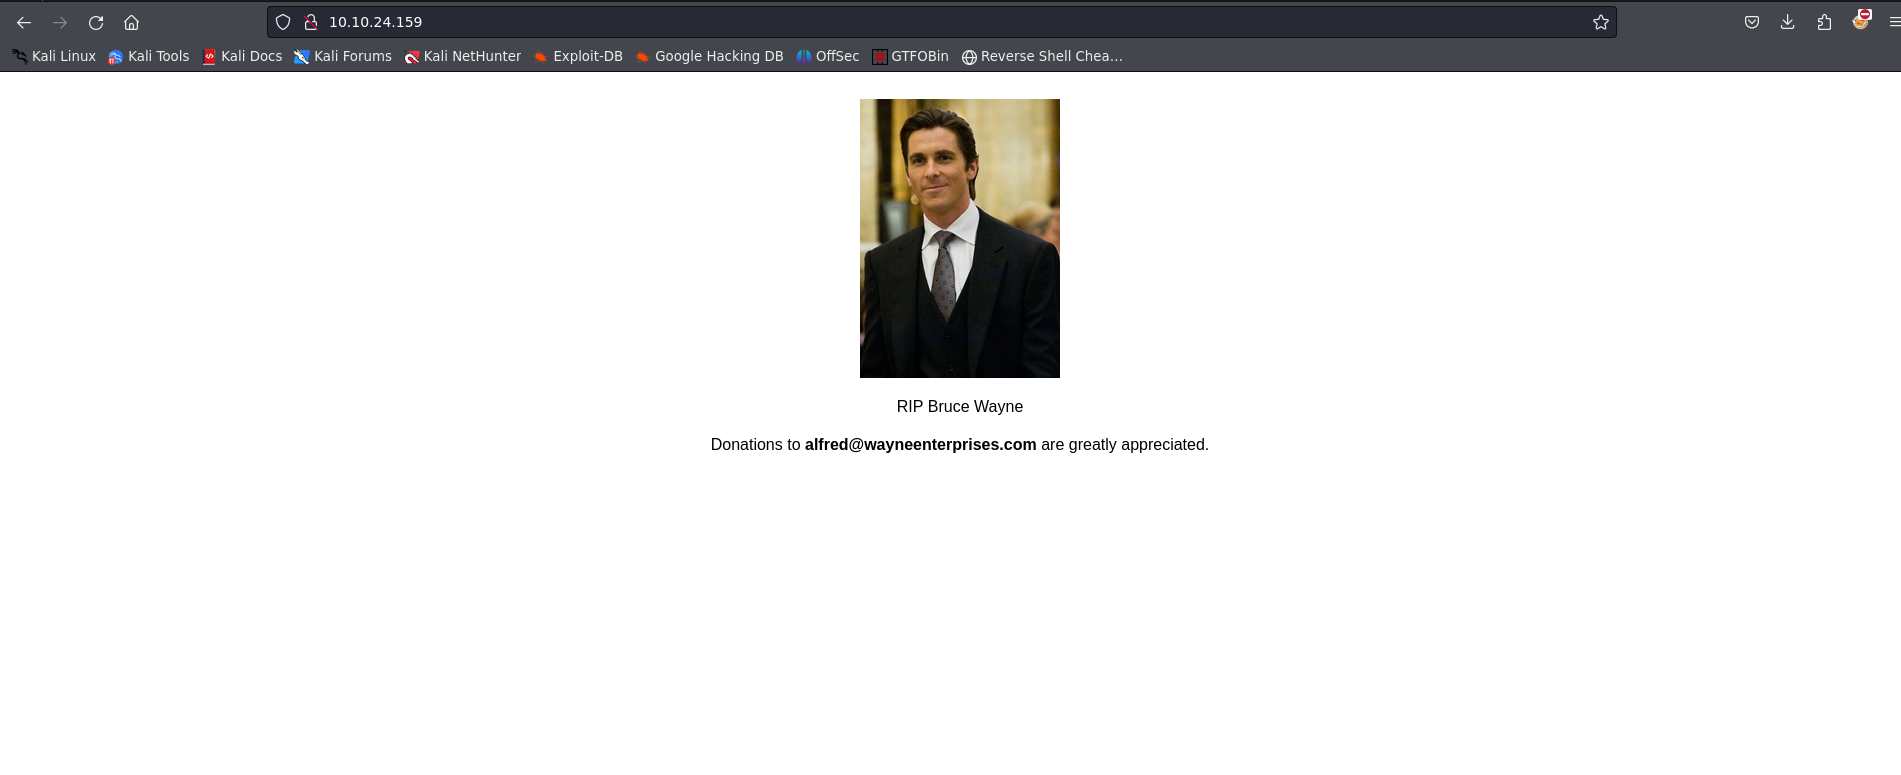 10.10.24.159
Kali Linux Kali Tools Kali Docs Kali Forums Kali NetHunter Exploit-DB Google Hacking DB OffSec GTFOBin Reverse Shell Chea…
RIP Bruce Wayne
Donations to alfred@wayneenterprises.com are greatly appreciated.